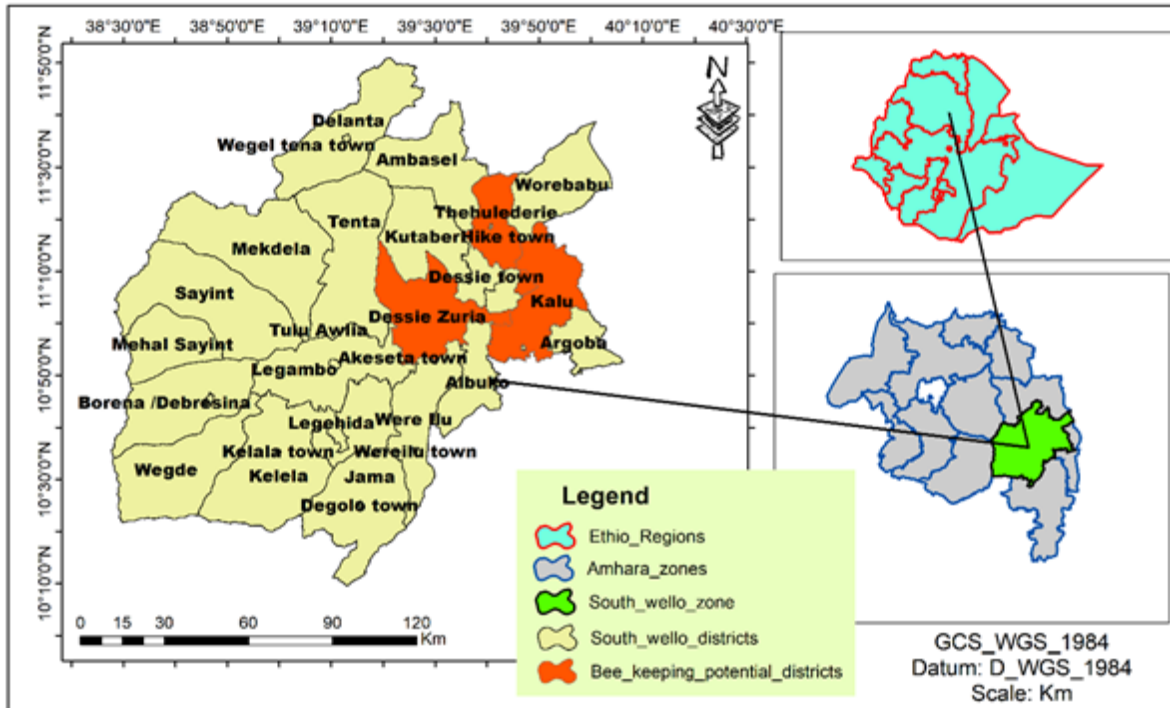 38°30'0"E 38°50'0"E 39°10'0"E 39°30'0"E 39°50'0"E 40°10'0"E 40°30'0"E
11°50'0"N
11°30'0"N
11°10'0"N
10°50'0"N
10°30'0"N
10°10'0"N
N
Delanta
Wegel tena town
Ambasel
Worebabu
Thehulederie
Tenta
Kutaber
Hike town
Mekdela
Dessie town
Sayint
Kalu
Dessie Zuria
Tulu Awlia
Mehal Sayint
Argoba
Akeseta town
Legambo
Albuko
Borena /Debresina
Were Ilu
Legehida
Kelala town
Wereilu town
Wegde
Kelela
Jama
Degolo town
0 15 30 60 90 120
Km
Legend
Ethio_Regions
Amhara_zones
South_wello_zone
South_wello_districts
Bee_keeping_potential_districts
GCS_WGS_1984
Datum: D_WGS_1984
Scale: Km